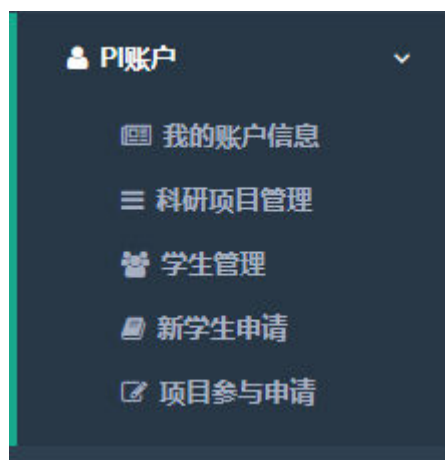 PI账户
我的账户信息
科研项目管理
学生管理
新学生申请
项目参与申请